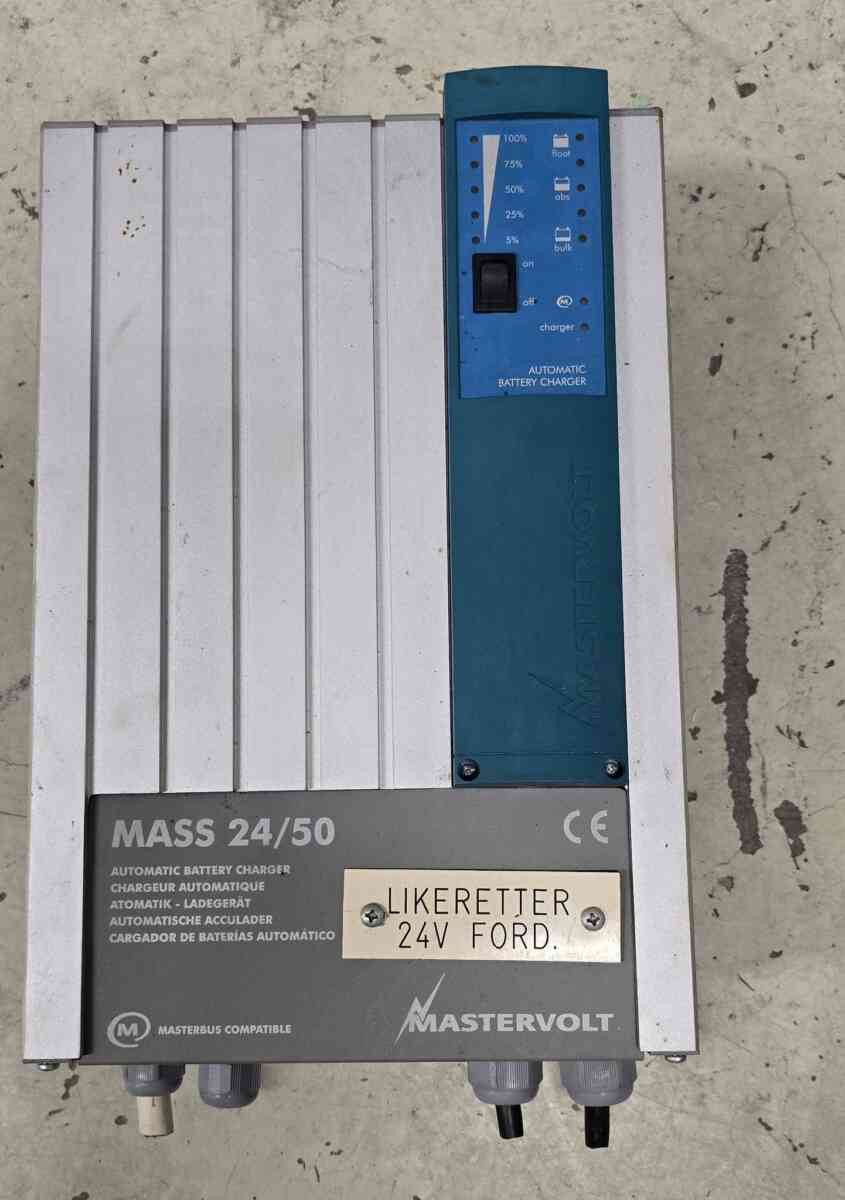 100%
float
75%
50%
abs
25%
5%
bulk
on
off
M
charger
AUTOMATIC
BATTERY CHARGER
MASTERVOLT
MASS 24/50
CE
AUTOMATIC BATTERY CHARGER
CHARGEUR AUTOMATIQUE
ATOMATIK - LADEGERÄT
AUTOMATISCHE ACCULADER
CARGADOR DE BATERÍAS AUTOMÁTICO
LIKERETTER
24V FORD.
M MASTERBUS COMPATIBLE
MASTERVOLT